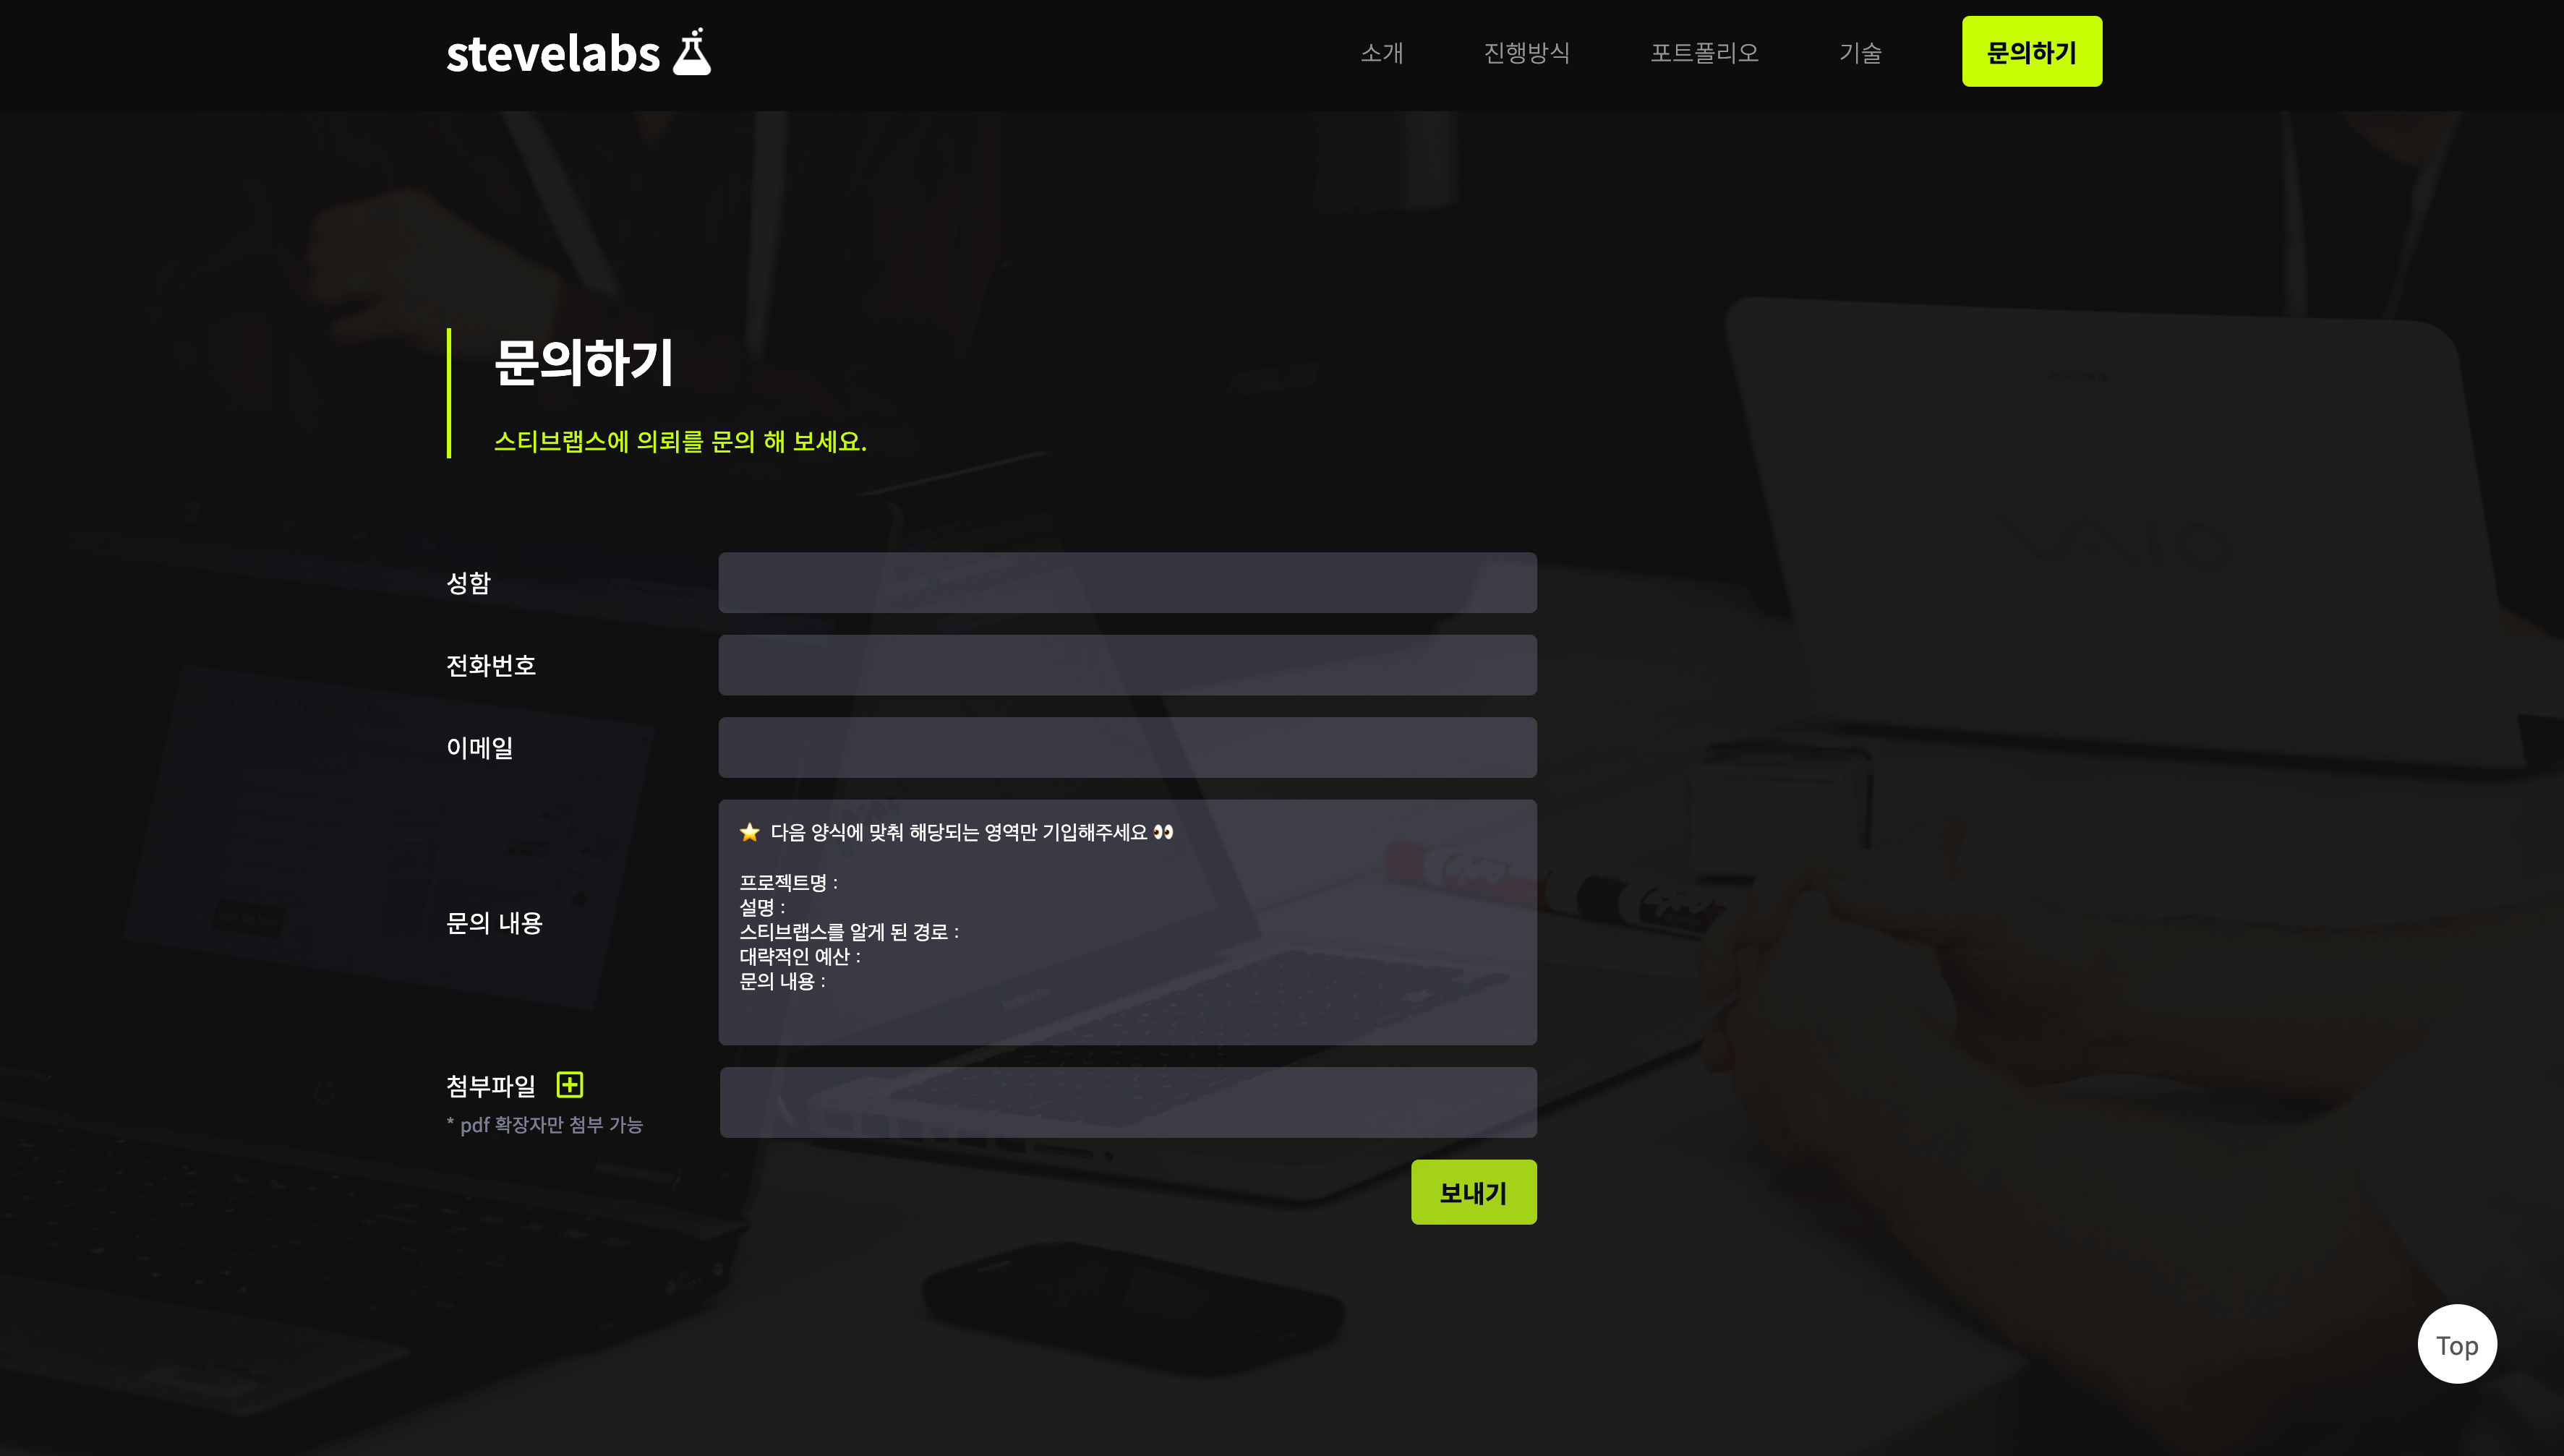 stevelabs
소개
진행방식
포트폴리오
기술
문의하기
문의하기
스티브랩스에 의뢰를 문의 해 보세요.
성함
전화번호
이메일
문의 내용
⭐ 다음 양식에 맞춰 해당되는 영역만 기입해주세요 👀
프로젝트명 :
설명 :
스티브랩스를 알게 된 경로 :
대략적인 예산 :
문의 내용 :
첨부파일
* pdf 확장자만 첨부 가능
보내기
VAIO
Top